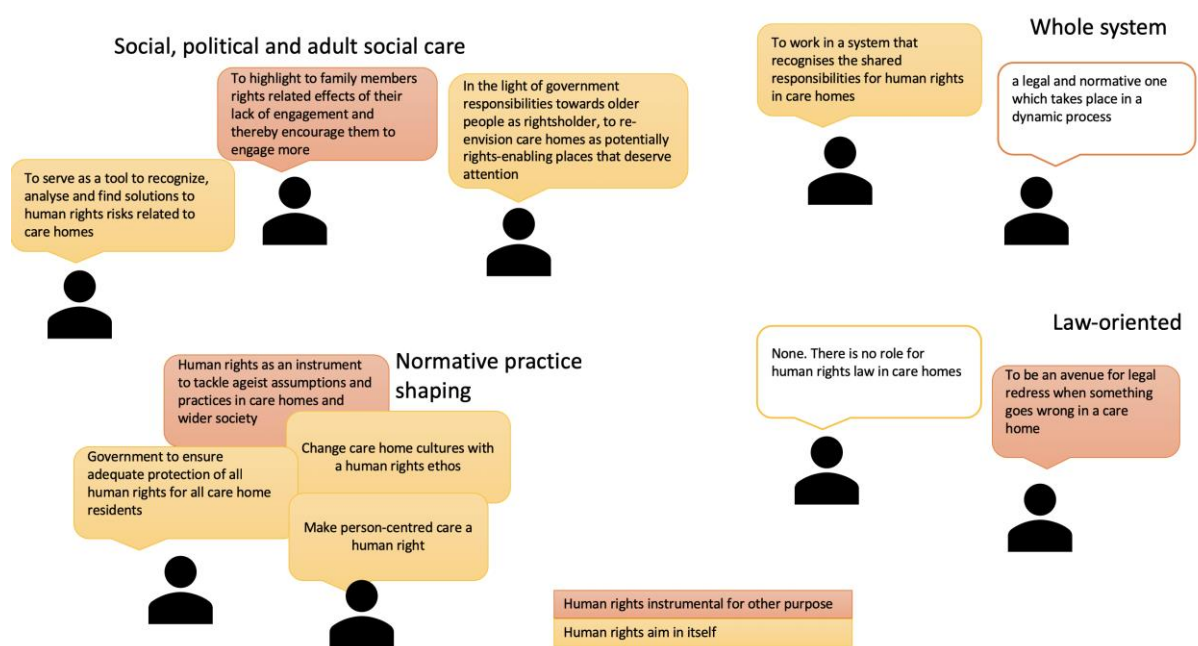 Social, political and adult social care
To highlight to family members
rights related effects of their
lack of engagement and
thereby encourage them to
engage more
In the light of government
responsibilities towards older
people as rightsholder, to re-
envision care homes as potentially
rights-enabling places that deserve
attention
To serve as a tool to recognize,
analyse and find solutions to
human rights risks related to
care homes
Whole system
To work in a system that
recognises the shared
responsibilities for human rights
in care homes
a legal and normative one
which takes place in a
dynamic process
Normative practice
shaping
Human rights as an instrument
to tackle ageist assumptions and
practices in care homes and
wider society
Change care home cultures with
a human rights ethos
Government to ensure
adequate protection of all
human rights for all care home
residents
Make person-centred care a
human right
Law-oriented
None. There is no role for
human rights law in care homes
To be an avenue for legal
redress when something
goes wrong in a care
home
Human rights instrumental for other purpose
Human rights aim in itself